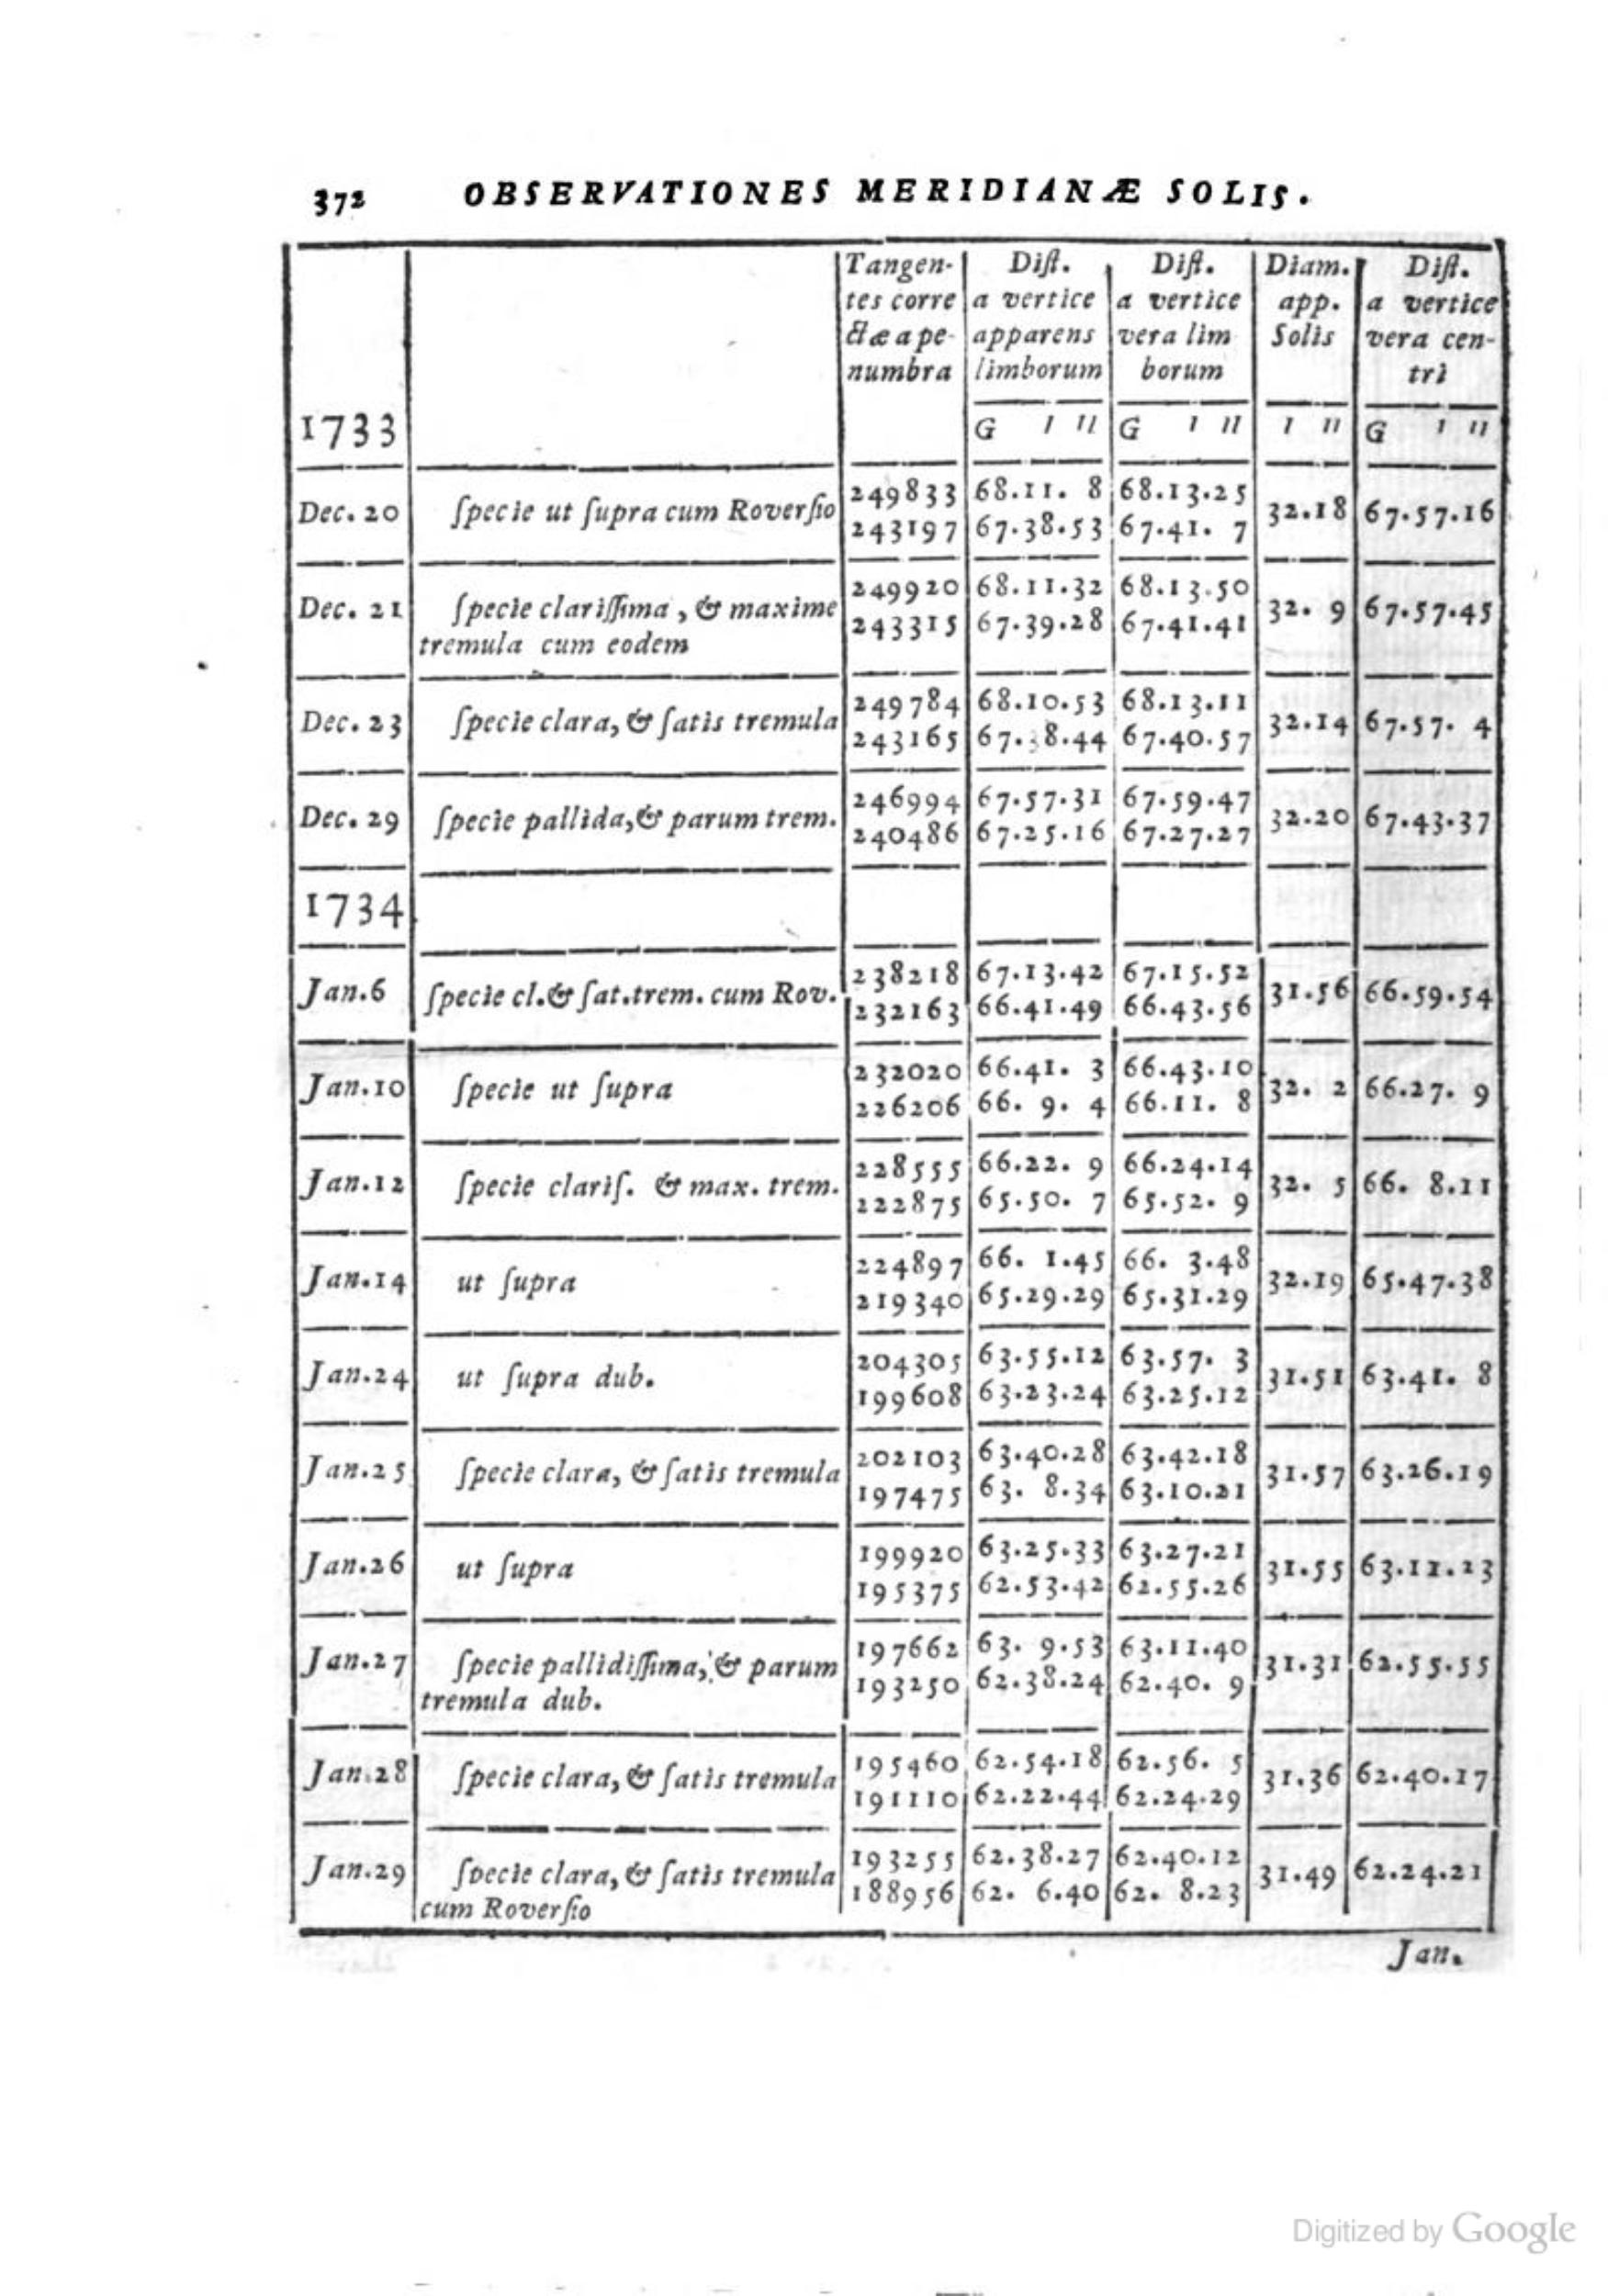 372 OBSERVATIONES MERIDIANÆ SOLIS.
Tangen- Diſt. Diſt. Diam. Diſt.
tes corre a vertice a vertice app. a vertice
ctæ a pe- apparens vera lim Solis vera cen-
numbra limborum borum tri
1733 G I II G I II I II G I II
249833 68.11. 8 68.13.25
Dec. 20 ſpecie ut ſupra cum Roverſio 32.18 67.57.16
243197 67.38.53 67.41. 7
249920 68.11.32 68.13.50
Dec. 21 ſpecie clariſſima, & maxime 32. 9 67.57.45
243315 67.39.28 67.41.41
tremula cum eodem
249784 68.10.53 68.13.11
Dec. 23 ſpecie clara, & ſatis tremula 32.14 67.57. 4
243165 67.38.44 67.40.57
246994 67.57.31 67.59.47
Dec. 29 ſpecie pallida, & parum trem. 32.20 67.43.37
240486 67.25.16 67.27.27
1734
238218 67.13.42 67.15.52
Jan.6 ſpecie cl.& ſat.trem. cum Rov. 31.56 66.59.54
232163 66.41.49 66.43.56
232020 66.41. 3 66.43.10
Jan.10 ſpecie ut ſupra 32. 2 66.27. 9
226206 66. 9. 4 66.11. 8
228555 66.22. 9 66.24.14
Jan.12 ſpecie clariſ. & max. trem. 32. 5 66. 8.11
222875 65.50. 7 65.52. 9
224897 66. 1.45 66. 3.48
Jan.14 ut ſupra 32.19 65.47.38
219340 65.29.29 65.31.29
204305 63.55.12 63.57. 3
Jan.24 ut ſupra dub. 31.51 63.41. 8
199608 63.23.24 63.25.12
202103 63.40.28 63.42.18
Jan.25 ſpecie clara, & ſatis tremula 31.57 63.26.19
197475 63. 8.34 63.10.21
199920 63.25.33 63.27.21
Jan.26 ut ſupra 31.55 63.11.23
195375 62.53.42 62.55.26
197662 63. 9.53 63.11.40
Jan.27 ſpecie pallidiſſima, & parum 31.31 62.55.55
193250 62.38.24 62.40. 9
tremula dub.
195460 62.54.18 62.56. 5
Jan.28 ſpecie clara, & ſatis tremula 31.36 62.40.17
191110 62.22.44 62.24.29
193255 62.38.27 62.40.12
Jan.29 ſpecie clara, & ſatis tremula 31.49 62.24.21
188956 62. 6.40 62. 8.23
cum Roverſio
Jan.
Digitized by Google